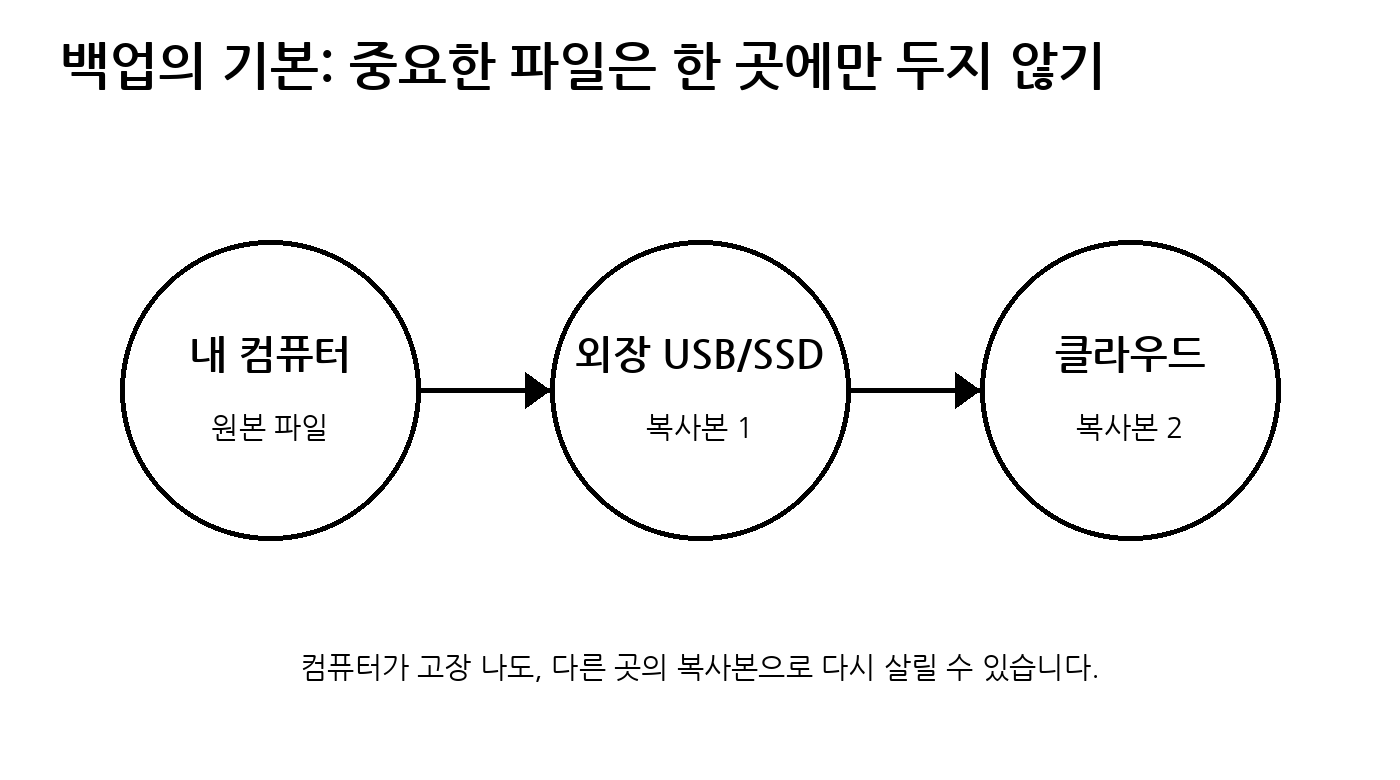 백업의 기본: 중요한 파일은 한 곳에만 두지 않기
내 컴퓨터
원본 파일
외장 USB/SSD
복사본 1
클라우드
복사본 2
컴퓨터가 고장 나도, 다른 곳의 복사본으로 다시 살릴 수 있습니다.